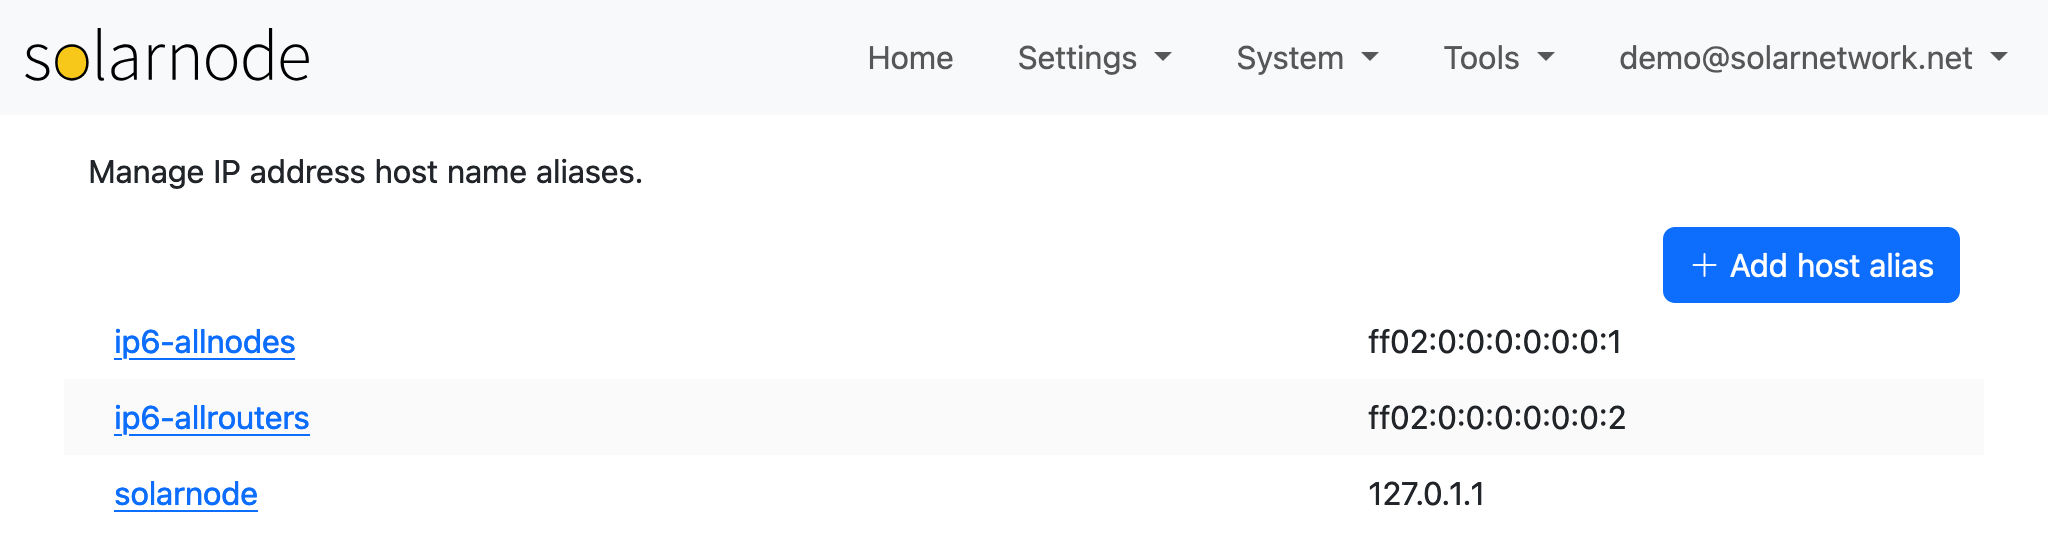 solarnode Home Settings System Tools demo@solarnetwork.net
Manage IP address host name aliases.
+ Add host alias
ip6-allnodes ff02:0:0:0:0:0:0:1
ip6-allrouters ff02:0:0:0:0:0:0:2
solarnode 127.0.1.1